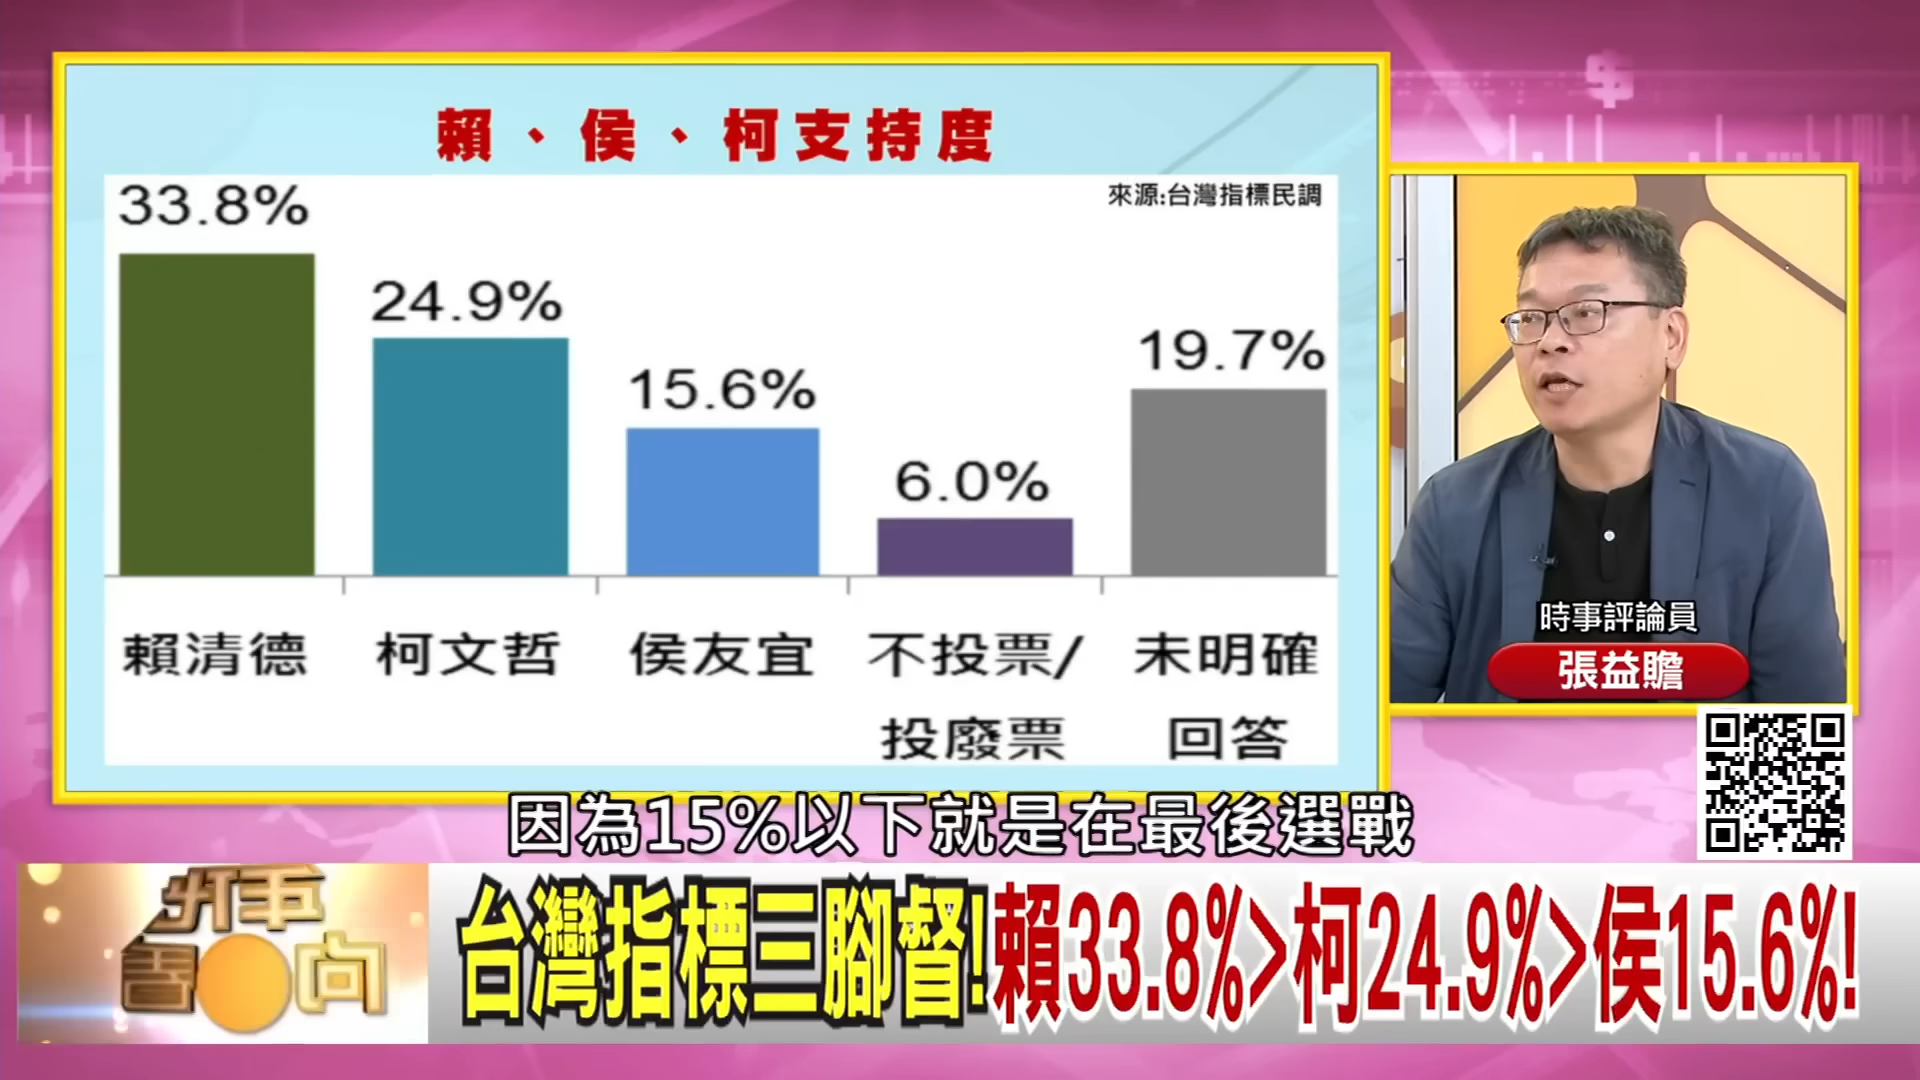 賴、侯、柯支持度
來源:台灣指標民調
33.8%
24.9%
15.6%
6.0%
19.7%
賴清德
柯文哲
侯友宜
不投票/
投廢票
未明確
回答
時事評論員
張益贍
因為15%以下就是在最後選戰
台灣指標三腳督!賴33.8%>柯24.9%>侯15.6%!